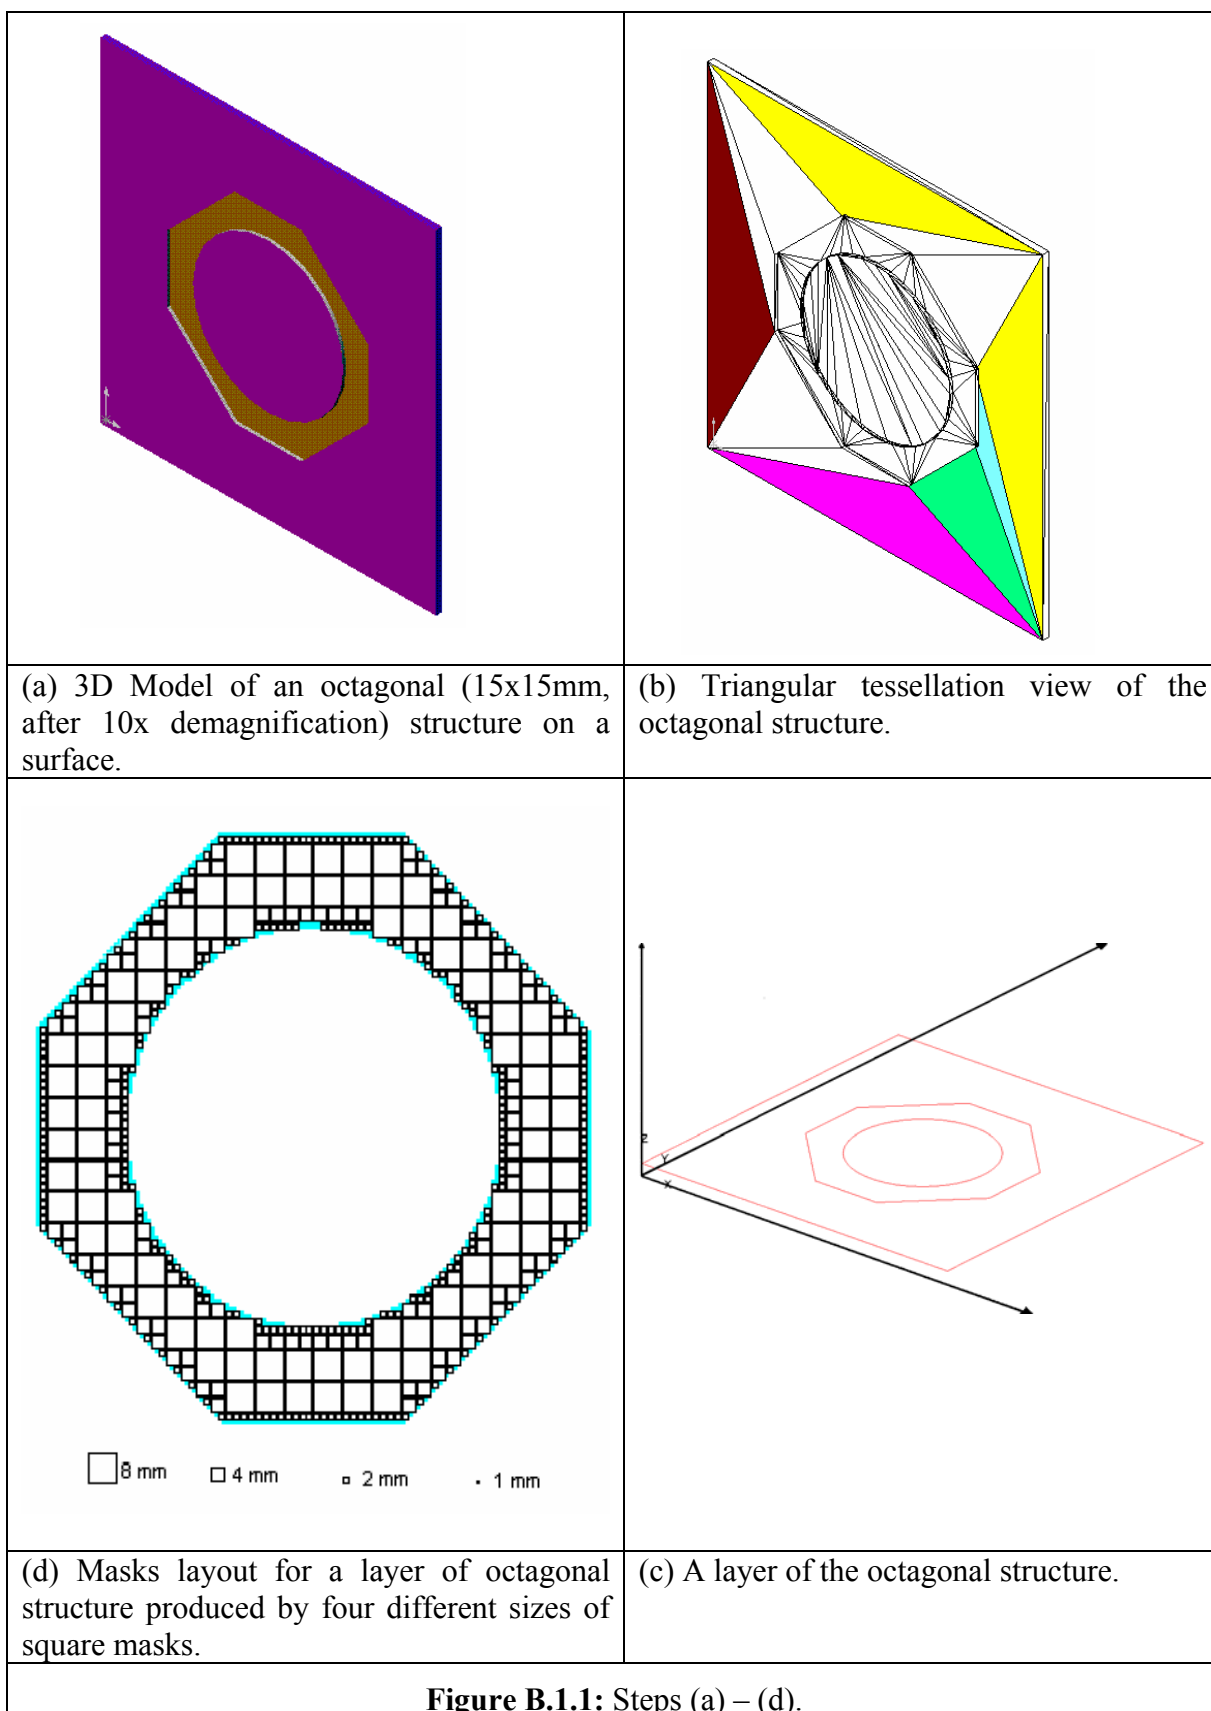 (a) 3D Model of an octagonal (15x15mm,
after 10x demagnification) structure on a
surface.
(b) Triangular tessellation view of the
octagonal structure.
8 mm
4 mm
2 mm
1 mm
Z
Y
X
(d) Masks layout for a layer of octagonal
structure produced by four different sizes of
square masks.
(c) A layer of the octagonal structure.
Figure B.1.1: Steps (a) – (d).